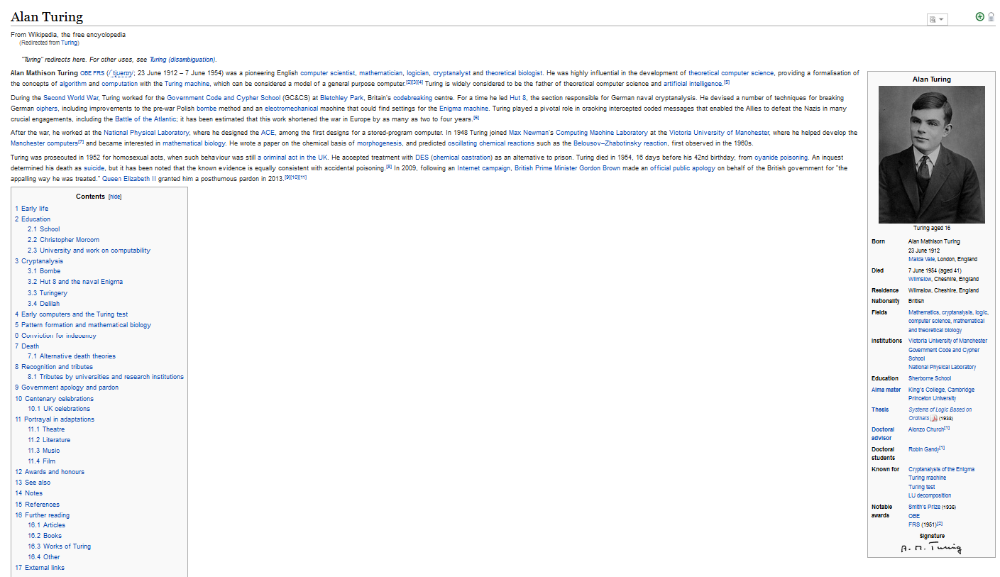 Alan Turing
From Wikipedia, the free encyclopedia
(Redirected from Turing)
"Turing" redirects here. For other uses, see Turing (disambiguation).
Alan Mathison Turing OBE FRS (/ˈtjʊərɪŋ/; 23 June 1912 – 7 June 1954) was a pioneering English computer scientist, mathematician, logician, cryptanalyst and theoretical biologist. He was highly influential in the development of theoretical computer science, providing a formalisation of
the concepts of algorithm and computation with the Turing machine, which can be considered a model of a general purpose computer.[2][3][4] Turing is widely considered to be the father of theoretical computer science and artificial intelligence.[5]
During the Second World War, Turing worked for the Government Code and Cypher School (GC&CS) at Bletchley Park, Britain's codebreaking centre. For a time he led Hut 8, the section responsible for German naval cryptanalysis. He devised a number of techniques for breaking
German ciphers, including improvements to the pre-war Polish bombe method and an electromechanical machine that could find settings for the Enigma machine. Turing played a pivotal role in cracking intercepted coded messages that enabled the Allies to defeat the Nazis in many
crucial engagements, including the Battle of the Atlantic; it has been estimated that this work shortened the war in Europe by as many as two to four years.[6]
After the war, he worked at the National Physical Laboratory, where he designed the ACE, among the first designs for a stored-program computer. In 1948 Turing joined Max Newman's Computing Machine Laboratory at the Victoria University of Manchester, where he helped develop the
Manchester computers[7] and became interested in mathematical biology. He wrote a paper on the chemical basis of morphogenesis, and predicted oscillating chemical reactions such as the Belousov–Zhabotinsky reaction, first observed in the 1960s.
Turing was prosecuted in 1952 for homosexual acts, when such behaviour was still a criminal act in the UK. He accepted treatment with DES (chemical castration) as an alternative to prison. Turing died in 1954, 16 days before his 42nd birthday, from cyanide poisoning. An inquest
determined his death as suicide, but it has been noted that the known evidence is equally consistent with accidental poisoning.[8] In 2009, following an Internet campaign, British Prime Minister Gordon Brown made an official public apology on behalf of the British government for "the
appalling way he was treated." Queen Elizabeth II granted him a posthumous pardon in 2013.[9][10][11]
Contents [hide]
1 Early life
2 Education
2.1 School
2.2 Christopher Morcom
2.3 University and work on computability
3 Cryptanalysis
3.1 Bombe
3.2 Hut 8 and the naval Enigma
3.3 Turingery
3.4 Delilah
4 Early computers and the Turing test
5 Pattern formation and mathematical biology
6 Conviction for indecency
7 Death
7.1 Alternative death theories
8 Recognition and tributes
8.1 Tributes by universities and research institutions
9 Government apology and pardon
10 Centenary celebrations
10.1 UK celebrations
11 Portrayal in adaptations
11.1 Theatre
11.2 Literature
11.3 Music
11.4 Film
12 Awards and honours
13 See also
14 Notes
15 References
16 Further reading
16.1 Articles
16.2 Books
16.3 Works of Turing
16.4 Other
17 External links
Alan Turing
Turing aged 16
Born Alan Mathison Turing
23 June 1912
Maida Vale, London, England
Died 7 June 1954 (aged 41)
Wilmslow, Cheshire, England
Residence Wilmslow, Cheshire, England
Nationality British
Fields Mathematics, cryptanalysis, logic,
computer science, mathematical
and theoretical biology
Institutions Victoria University of Manchester
Government Code and Cypher
School
National Physical Laboratory
Education Sherborne School
Alma mater King's College, Cambridge
Princeton University
Thesis Systems of Logic Based on
Ordinals (1938)
Doctoral Alonzo Church[1]
advisor
Doctoral Robin Gandy[1]
students
Known for Cryptanalysis of the Enigma
Turing machine
Turing test
LU decomposition
Notable Smith's Prize (1936)
awards OBE
FRS (1951)[2]
Signature
A. M. Turing